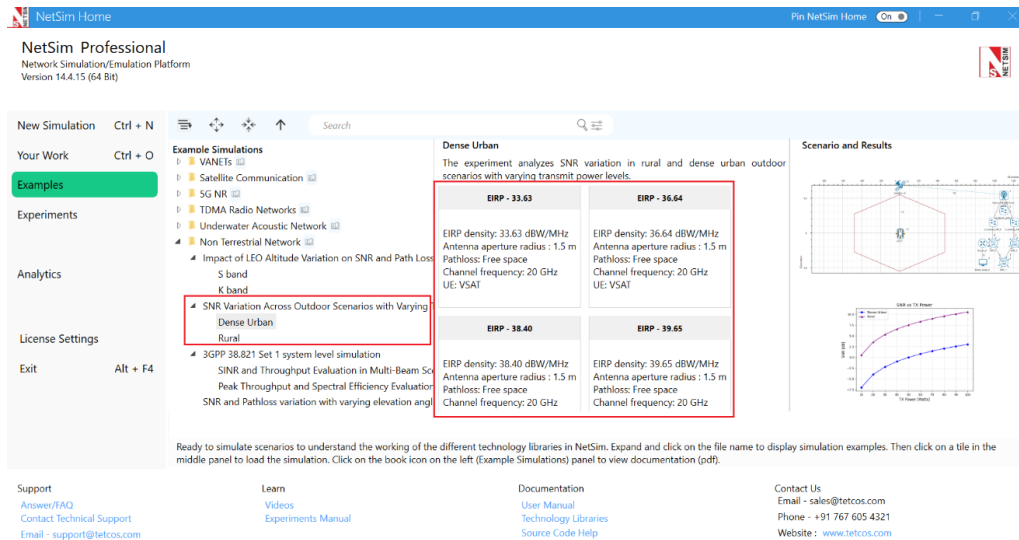 NetSim Home
Pin NetSim Home On
NetSim Professional
Network Simulation/Emulation Platform
Version 14.4.15 (64 Bit)
NETSIM
New Simulation Ctrl + N
Your Work Ctrl + O
Examples
Experiments
Analytics
License Settings
Exit Alt + F4
Search
Example Simulations
VANETs
Satellite Communication
5G NR
TDMA Radio Networks
Underwater Acoustic Network
Non Terrestrial Network
Impact of LEO Altitude Variation on SNR and Path Loss
S band
K band
SNR Variation Across Outdoor Scenarios with Varying
Dense Urban
Rural
3GPP 38.821 Set 1 system level simulation
SINR and Throughput Evaluation in Multi-Beam Sc
Peak Throughput and Spectral Efficiency Evaluation
SNR and Pathloss variation with varying elevation angl
Dense Urban
The experiment analyzes SNR variation in rural and dense urban outdoor
scenarios with varying transmit power levels.
EIRP - 33.63
EIRP density: 33.63 dBW/MHz
Antenna aperture radius : 1.5 m
Pathloss: Free space
Channel frequency: 20 GHz
UE: VSAT
EIRP - 36.64
EIRP density: 36.64 dBW/MHz
Antenna aperture radius : 1.5 m
Pathloss: Free space
Channel frequency: 20 GHz
UE: VSAT
EIRP - 38.40
EIRP density: 38.40 dBW/MHz
Antenna aperture radius : 1.5 m
Pathloss: Free space
Channel frequency: 20 GHz
EIRP - 39.65
EIRP density: 39.65 dBW/MHz
Antenna aperture radius : 1.5 m
Pathloss: Free space
Channel frequency: 20 GHz
Scenario and Results
SNR vs TX Power
Dense Urban
Rural
SNR (dB)
TX Power (Watts)
Ready to simulate scenarios to understand the working of the different technology libraries in NetSim. Expand and click on the file name to display simulation examples. Then click on a tile in the
middle panel to load the simulation. Click on the book icon on the left (Example Simulations) panel to view documentation (pdf).
Support
Answer/FAQ
Contact Technical Support
Email - support@tetcos.com
Learn
Videos
Experiments Manual
Documentation
User Manual
Technology Libraries
Source Code Help
Contact Us
Email - sales@tetcos.com
Phone - +91 767 605 4321
Website : www.tetcos.com